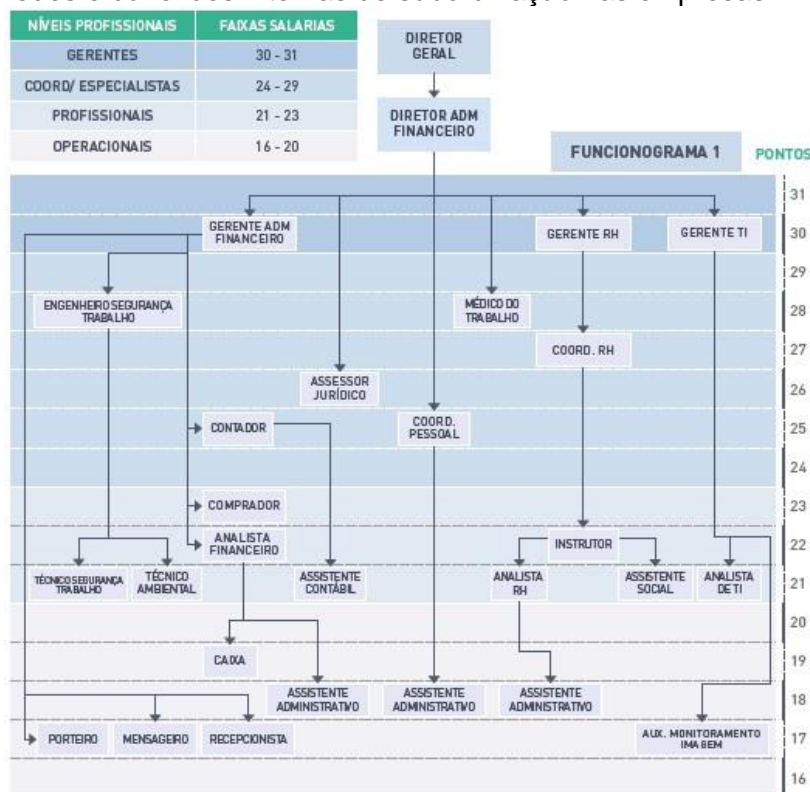 NÍVEIS PROFISSIONAIS FAIXAS SALARIAS
GERENTES 30 - 31
COORD/ ESPECIALISTAS 24 - 29
PROFISSIONAIS 21 - 23
OPERACIONAIS 16 - 20
DIRETOR
GERAL
DIRETOR ADM
FINANCEIRO
FUNCIONOGRAMA 1
PONTOS
31
GERENTE ADM
FINANCEIRO
GERENTE RH
GERENTE TI
30
29
ENGENHEIRO SEGURANÇA
TRABALHO
MÉDICO DO
TRABALHO
28
COORD. RH
27
ASSESSOR
JURÍDICO
26
CONTADOR
COORD.
PESSOAL
25
24
COMPRADOR
23
ANALISTA
FINANCEIRO
INSTRUTOR
22
TÉCNICO SEGURANÇA
TRABALHO
TÉCNICO
AMBIENTAL
ASSISTENTE
CONTÁBIL
ANALISTA
RH
ASSISTENTE
SOCIAL
ANALISTA
DE TI
21
20
CAIXA
19
ASSISTENTE
ADMINISTRATIVO
ASSISTENTE
ADMINISTRATIVO
ASSISTENTE
ADMINISTRATIVO
18
PORTEIRO
MENSAGEIRO
RECEPCIONISTA
AUX. MONITORAMENTO
IMAGEM
17
16